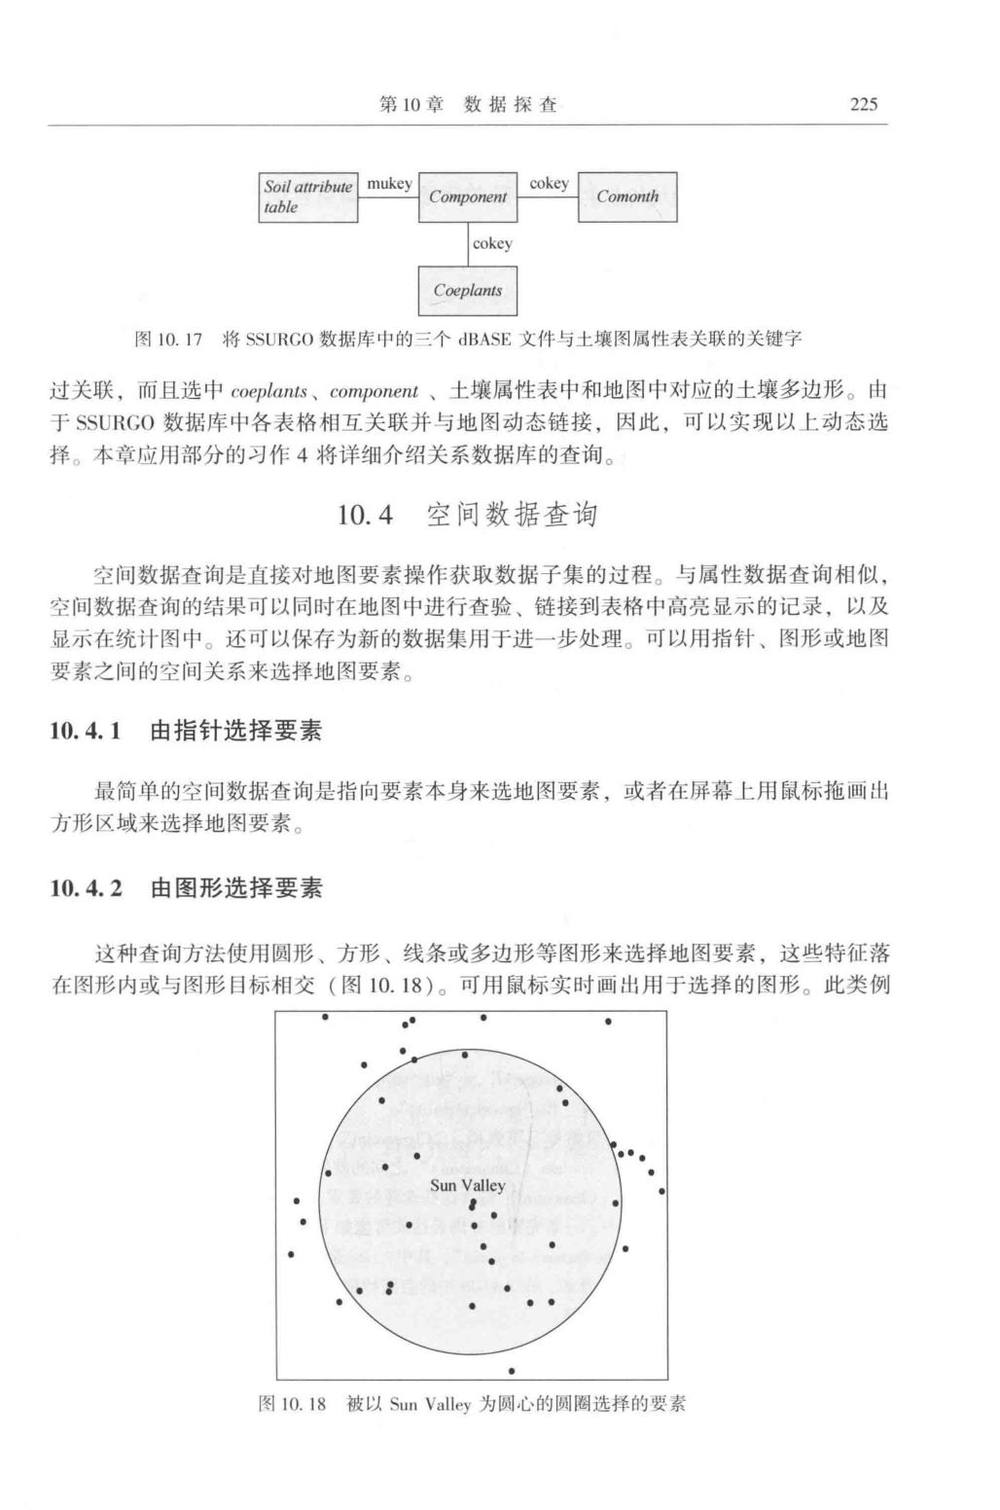 第10章 数据探查 225
Soil attribute table
mukey
Component
cokey
Comonth
cokey
Coeplants
图 10.17 将 SSURGO 数据库中的三个 dBASE 文件与土壤图属性表关联的关键字
过关联，而且选中 coeplants、component 、土壤属性表中和地图中对应的土壤多边形。由
于 SSURGO 数据库中各表格相互关联并与地图动态链接，因此，可以实现以上动态选
择。本章应用部分的习作 4 将详细介绍关系数据库的查询。
10.4 空间数据查询
空间数据查询是直接对地图要素操作获取数据子集的过程。与属性数据查询相似，
空间数据查询的结果可以同时在地图中进行查验、链接到表格中高亮显示的记录，以及
显示在统计图中。还可以保存为新的数据集用于进一步处理。可以用指针、图形或地图
要素之间的空间关系来选择地图要素。
10.4.1 由指针选择要素
最简单的空间数据查询是指向要素本身来选地图要素，或者在屏幕上用鼠标拖画出
方形区域来选择地图要素。
10.4.2 由图形选择要素
这种查询方法使用圆形、方形、线条或多边形等图形来选择地图要素，这些特征落
在图形内或与图形目标相交（图 10.18）。可用鼠标实时画出用于选择的图形。此类例
Sun Valley
图 10.18 被以 Sun Valley 为圆心的圆圈选择的要素